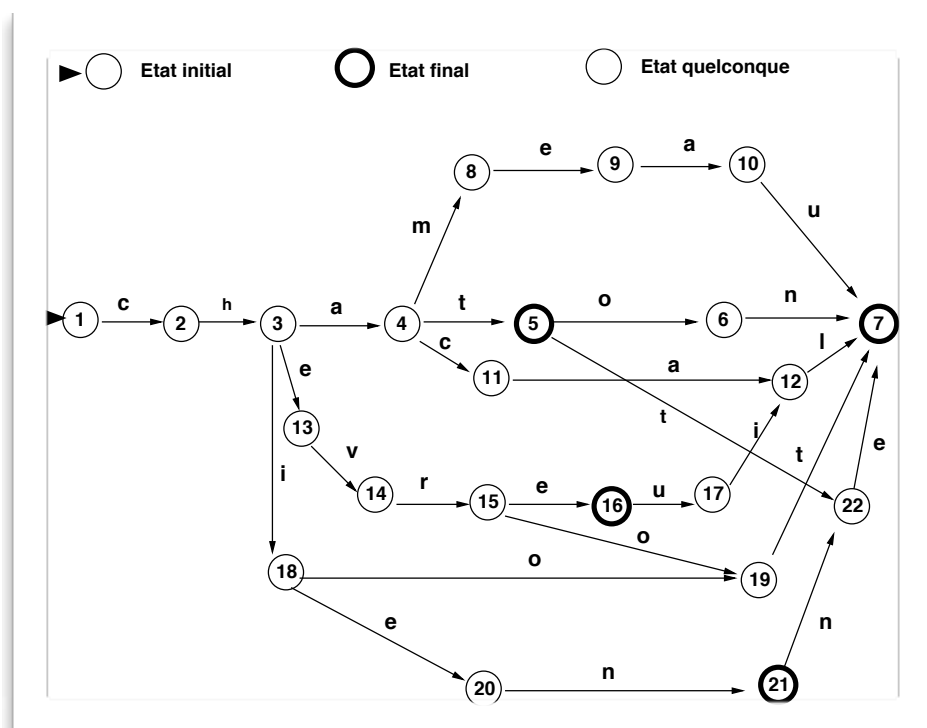 Etat initial Etat final Etat quelconque
8 e 9 a 10
m u
1 c 2 h 3 a 4 t 5 o 6 n 7
c 11 a 12 l
e 13 t i
v 14 r 15 e 16 u 17 t e
i o 22
18 o 19
e n
20 n 21